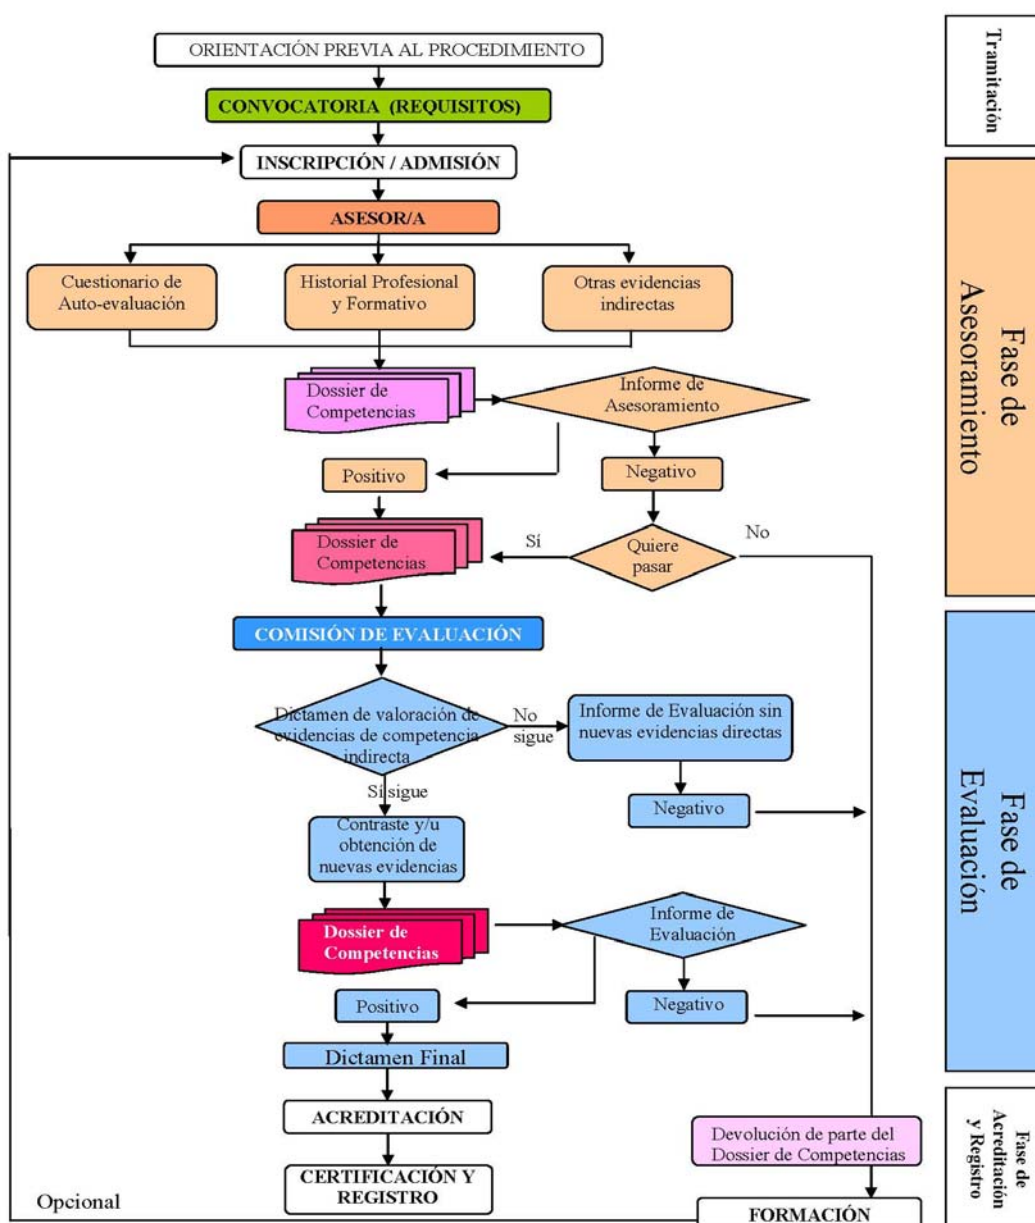 ORIENTACIÓN PREVIA AL PROCEDIMIENTO
CONVOCATORIA (REQUISITOS)
INSCRIPCIÓN / ADMISIÓN
ASESOR/A
Cuestionario de
Auto-evaluación
Historial Profesional
y Formativo
Otras evidencias
indirectas
Dossier de
Competencias
Informe de
Asesoramiento
Positivo
Negativo
Dossier de
Competencias
Sí
Quiere
pasar
No
COMISIÓN DE EVALUACIÓN
Dictamen de valoración de
evidencias de competencia
indirecta
No
sigue
Informe de Evaluación sin
nuevas evidencias directas
Negativo
Sí sigue
Contraste y/u
obtención de
nuevas evidencias
Dossier de
Competencias
Informe de
Evaluación
Positivo
Negativo
Dictamen Final
ACREDITACIÓN
CERTIFICACIÓN Y
REGISTRO
Devolución de parte del
Dossier de Competencias
FORMACIÓN
Opcional
Tramitación
Fase de
Asesoramiento
Fase de
Evaluación
Fase de
Acreditación
y Registro